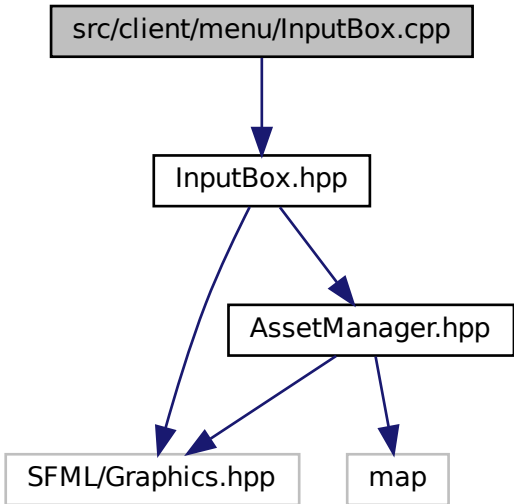 src/client/menu/InputBox.cpp
InputBox.hpp
AssetManager.hpp
SFML/Graphics.hpp
map